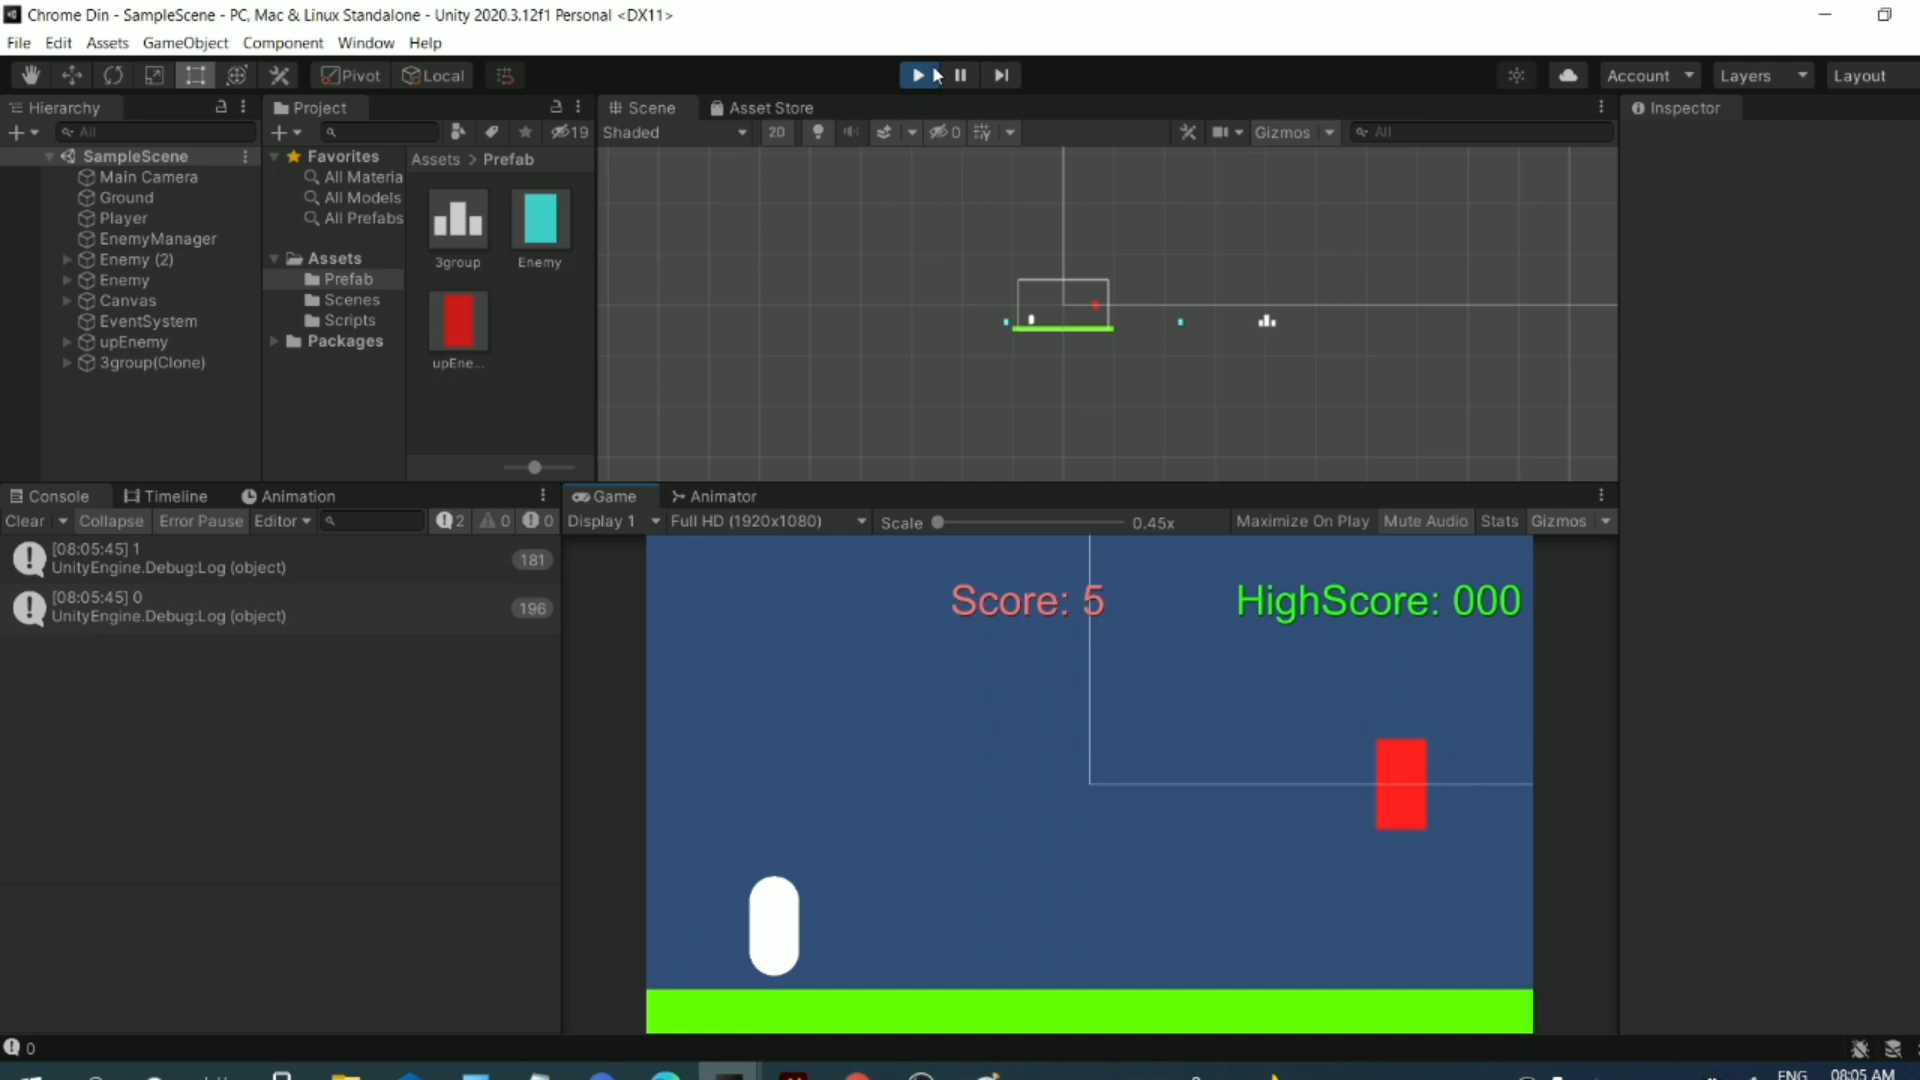 Chrome Din - SampleScene - PC, Mac & Linux Standalone - Unity 2020.3.12f1 Personal <DX11>
File Edit Assets GameObject Component Window Help
Pivot Local Account Layers Layout
Hierarchy
All
SampleScene
Main Camera
Ground
Player
EnemyManager
Enemy (2)
Enemy
Canvas
EventSystem
upEnemy
3group(Clone)
Project
19
Favorites
All Materia
All Models
All Prefabs
Assets
Prefab
Scenes
Scripts
Packages
Assets > Prefab
3group
Enemy
upEne...
Scene Asset Store
Shaded 2D 0 Gizmos All
Inspector
Console Timeline Animation
Clear Collapse Error Pause Editor 2 0 0
[08:05:45] 1
UnityEngine.Debug:Log (object)
181
[08:05:45] 0
UnityEngine.Debug:Log (object)
196
Game Animator
Display 1 Full HD (1920x1080) Scale 0.45x Maximize On Play Mute Audio Stats Gizmos
Score: 5
HighScore: 000
0
ENG 08:05 AM